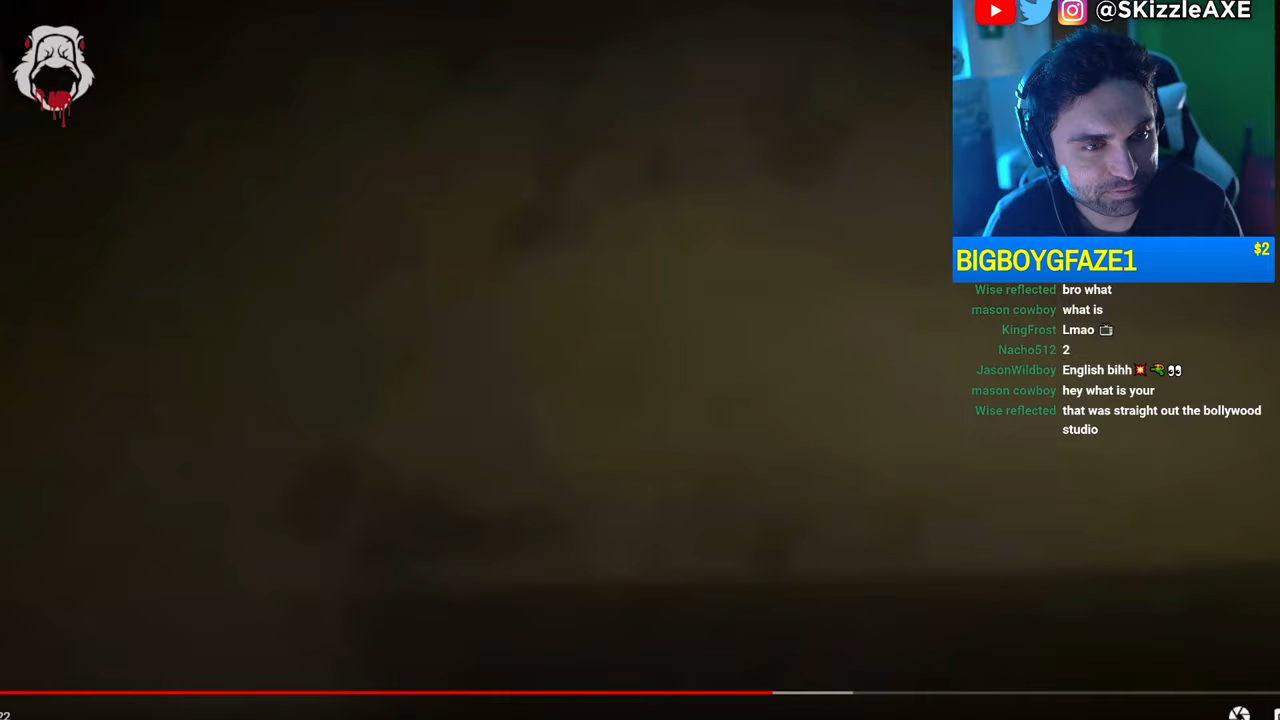 @SKizzleAXE
BIGBOYGFAZE1 $2
Wise reflected bro what
mason cowboy what is
KingFrost Lmao 📺
Nacho512 2
JasonWildboy English bihh💥🔫👀
mason cowboy hey what is your
Wise reflected that was straight out the bollywood
studio
22